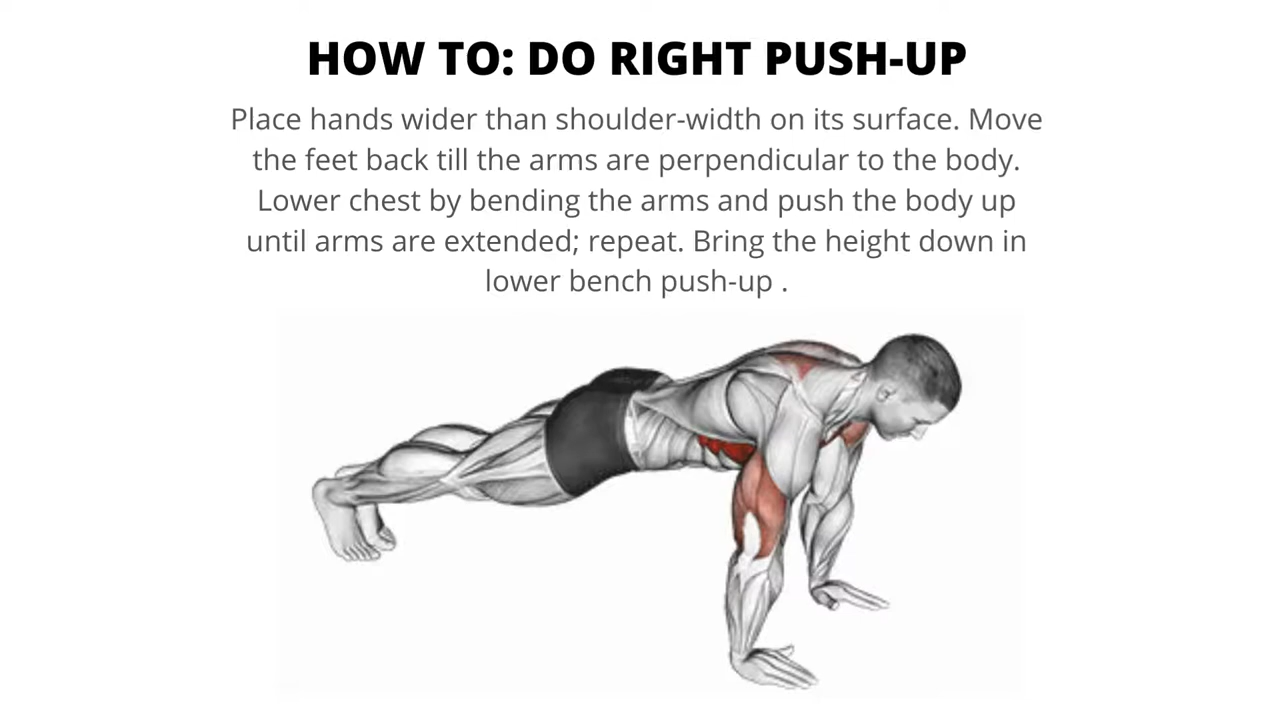 HOW TO: DO RIGHT PUSH-UP
Place hands wider than shoulder-width on its surface. Move
the feet back till the arms are perpendicular to the body.
Lower chest by bending the arms and push the body up
until arms are extended; repeat. Bring the height down in
lower bench push-up .